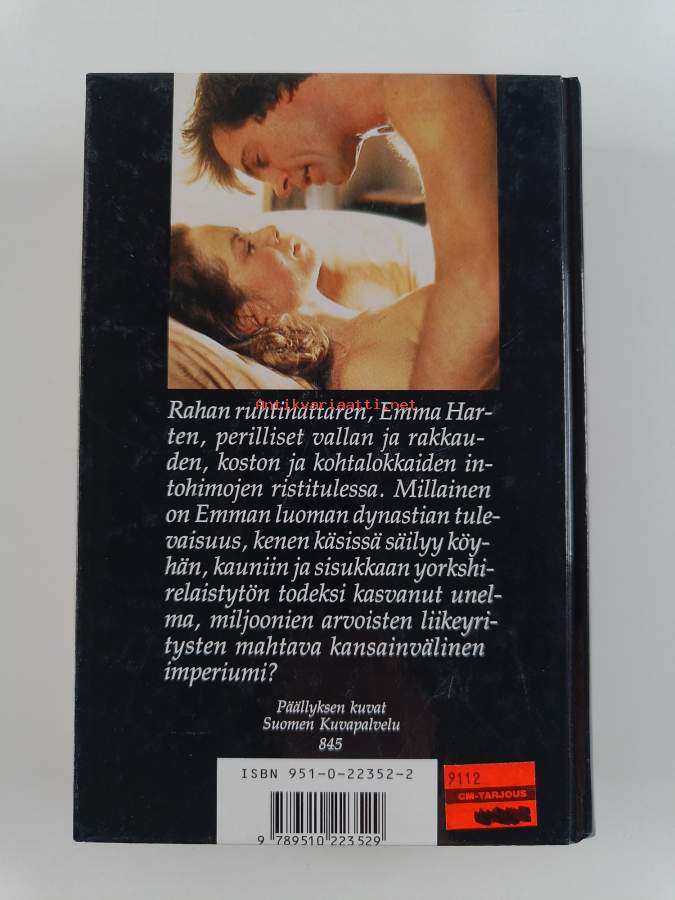 Antikvariaatti.net
Rahan ruhtinattaren, Emma Har-
ten, perilliset vallan ja rakkau-
den, koston ja kohtalokkaiden in-
tohimojen ristitulessa. Millainen
on Emman luoman dynastian tule-
vaisuus, kenen käsissä säilyy köy-
hän, kauniin ja sisukkaan yorkshi-
relaistytön todeksi kasvanut unel-
ma, miljoonien arvoisten liikeyri-
tysten mahtava kansainvälinen
imperiumi?
Päällyksen kuvat
Suomen Kuvapalvelu
845
ISBN 951-0-22352-2
9112
CM-TARJOUS
9 789510 223529